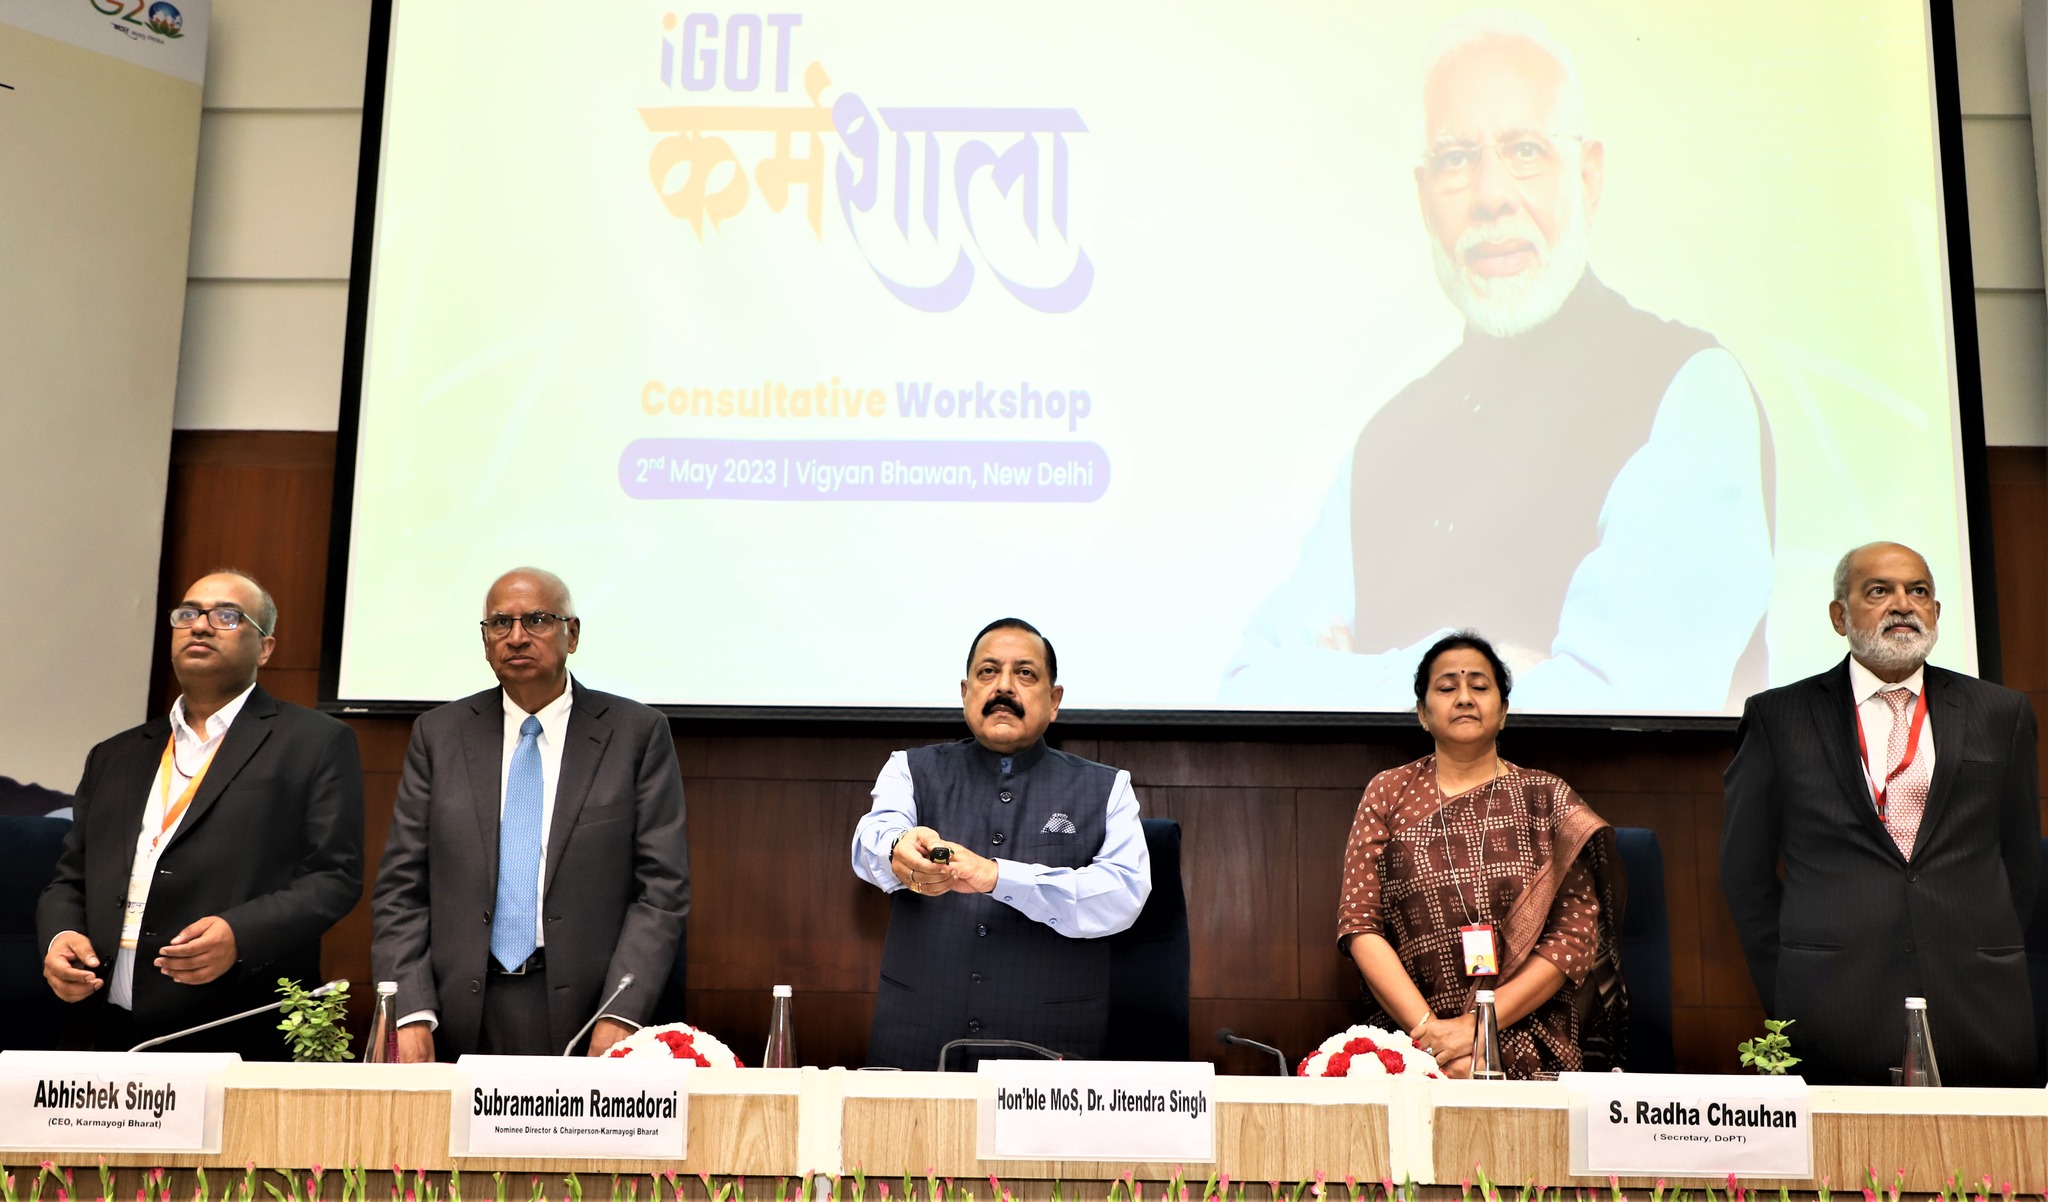 G20
iGOT
कर्मशाला
Consultative Workshop
2nd May 2023 | Vigyan Bhawan, New Delhi
Abhishek Singh
(CEO, Karmayogi Bharat)
Subramaniam Ramadorai
Nominee Director & Chairperson-Karmayogi Bharat
Hon'ble MoS, Dr. Jitendra Singh
S. Radha Chauhan
( Secretary, DoPT)